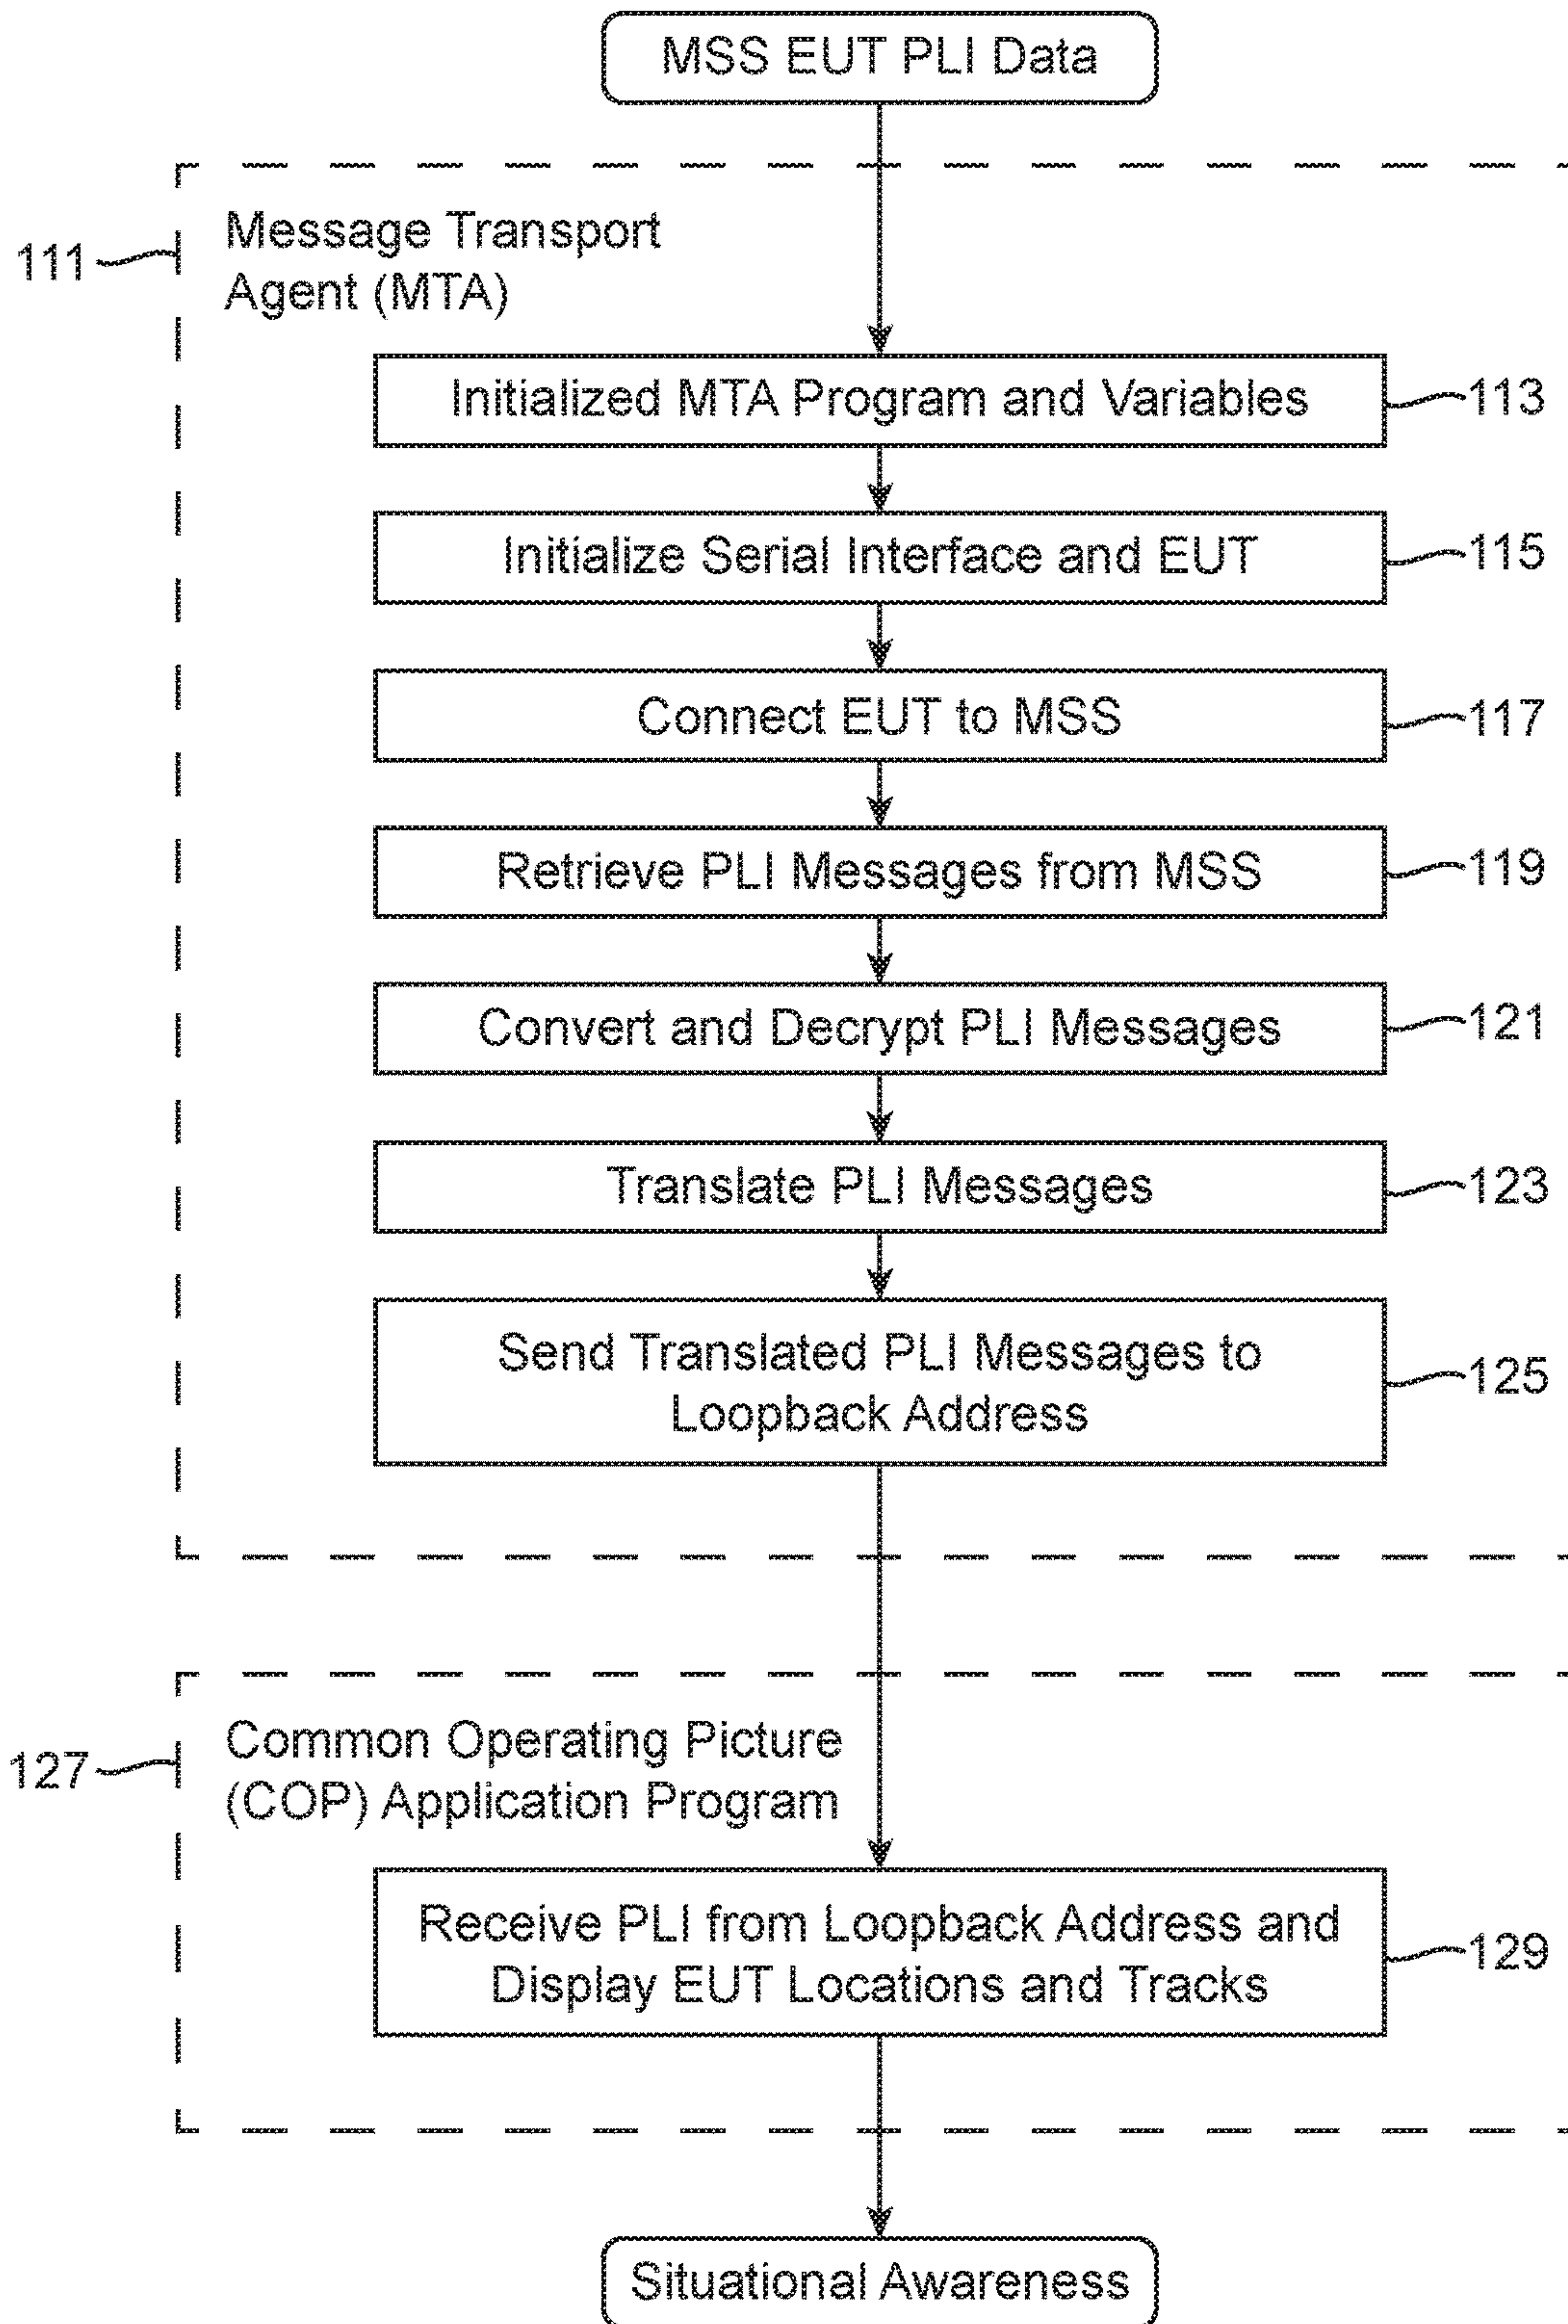 MSS EUT PLI Data
111
Message Transport
Agent (MTA)
Initialized MTA Program and Variables
113
Initialize Serial Interface and EUT
115
Connect EUT to MSS
117
Retrieve PLI Messages from MSS
119
Convert and Decrypt PLI Messages
121
Translate PLI Messages
123
Send Translated PLI Messages to
Loopback Address
125
127
Common Operating Picture
(COP) Application Program
Receive PLI from Loopback Address and
Display EUT Locations and Tracks
129
Situational Awareness